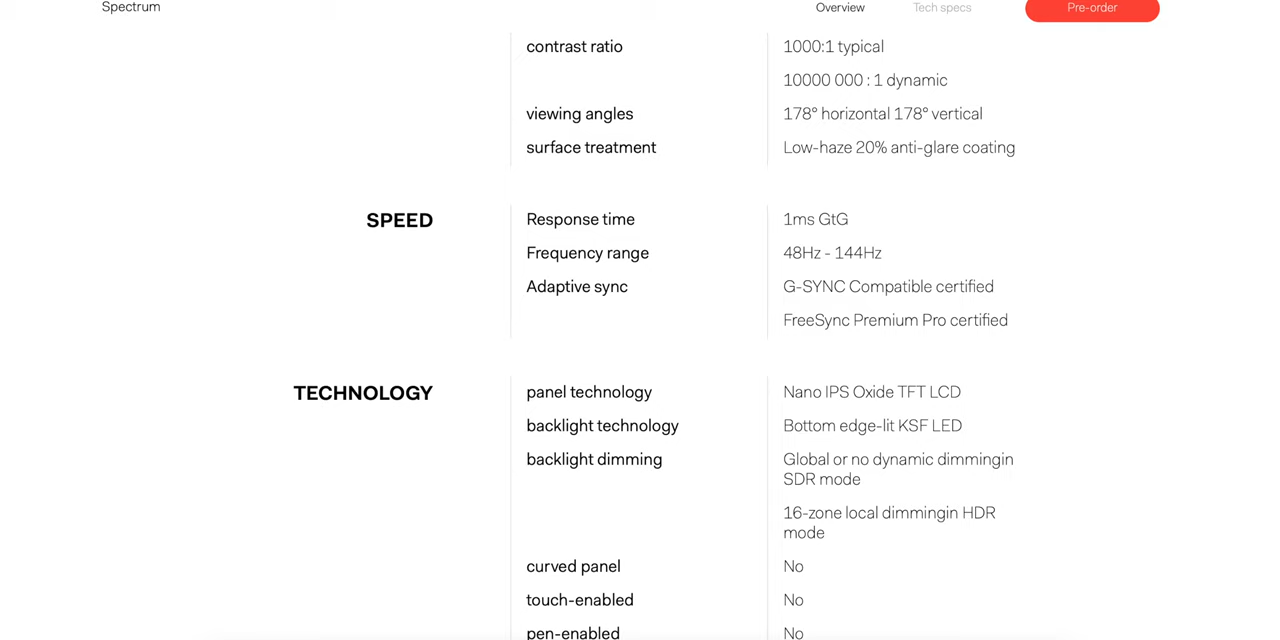 Spectrum Overview Tech specs Pre-order
contrast ratio 1000:1 typical
10000 000 : 1 dynamic
viewing angles 178° horizontal 178° vertical
surface treatment Low-haze 20% anti-glare coating
SPEED Response time 1ms GtG
Frequency range 48Hz - 144Hz
Adaptive sync G-SYNC Compatible certified
FreeSync Premium Pro certified
TECHNOLOGY panel technology Nano IPS Oxide TFT LCD
backlight technology Bottom edge-lit KSF LED
backlight dimming Global or no dynamic dimmingin
SDR mode
16-zone local dimmingin HDR
mode
curved panel No
touch-enabled No
pen-enabled No